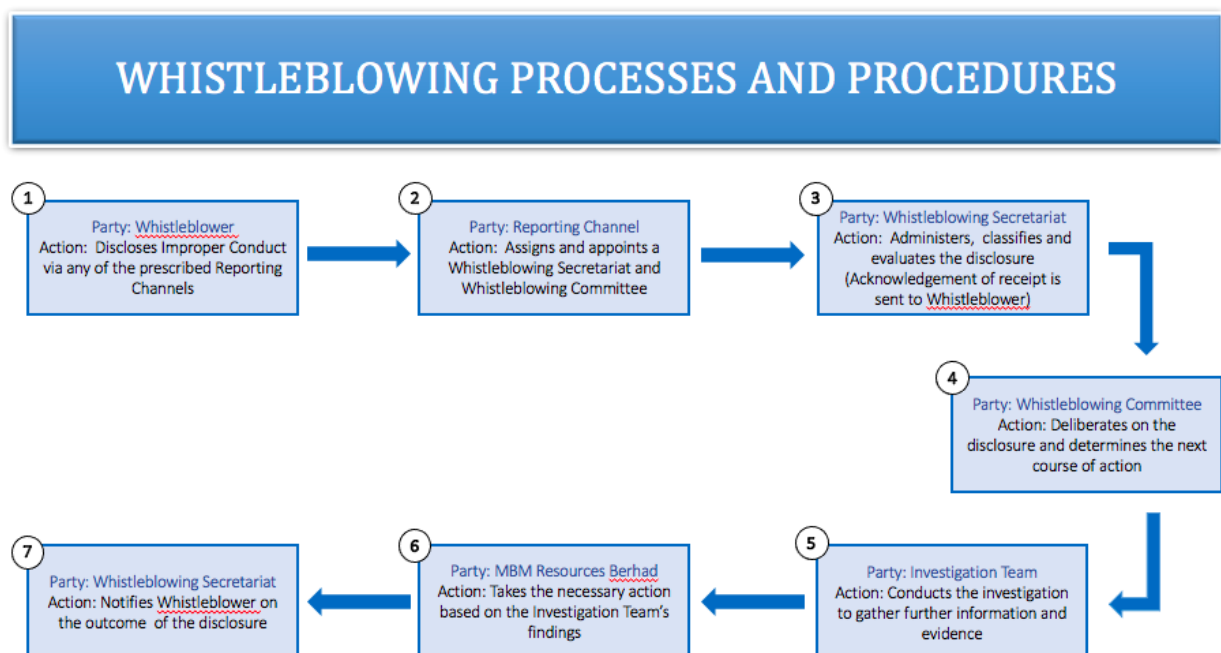 WHISTLEBLOWING PROCESSES AND PROCEDURES
1
Party: Whistleblower
Action: Discloses Improper Conduct
via any of the prescribed Reporting
Channels
2
Party: Reporting Channel
Action: Assigns and appoints a
Whistleblowing Secretariat and
Whistleblowing Committee
3
Party: Whistleblowing Secretariat
Action: Administers, classifies and
evaluates the disclosure
(Acknowledgement of receipt is
sent to Whistleblower)
4
Party: Whistleblowing Committee
Action: Deliberates on the
disclosure and determines the next
course of action
5
Party: Investigation Team
Action: Conducts the investigation
to gather further information and
evidence
6
Party: MBM Resources Berhad
Action: Takes the necessary action
based on the Investigation Team's
findings
7
Party: Whistleblowing Secretariat
Action: Notifies Whistleblower on
the outcome of the disclosure